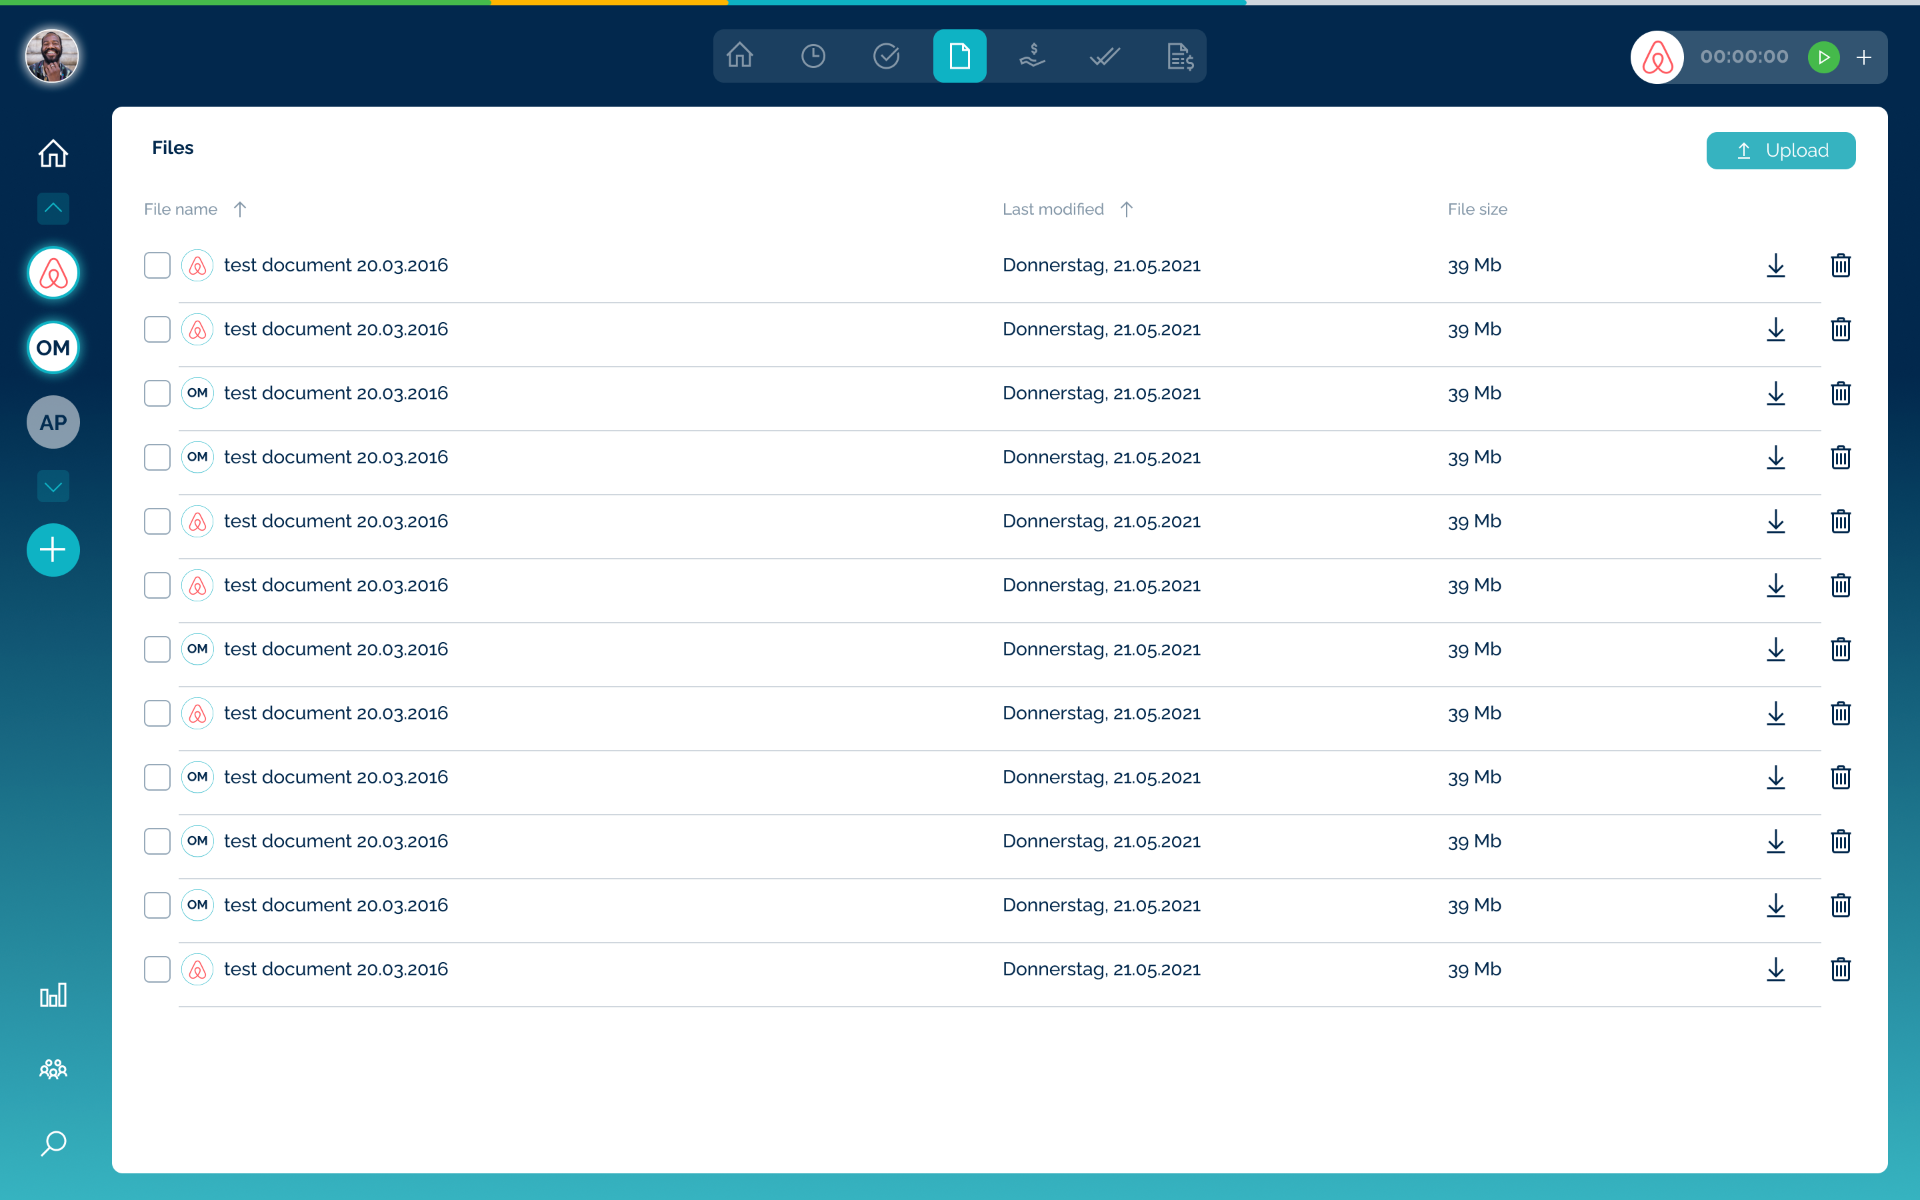 00:00:00
Files
Upload
File name Last modified File size
test document 20.03.2016 Donnerstag, 21.05.2021 39 Mb
test document 20.03.2016 Donnerstag, 21.05.2021 39 Mb
OM
OM test document 20.03.2016 Donnerstag, 21.05.2021 39 Mb
AP
OM test document 20.03.2016 Donnerstag, 21.05.2021 39 Mb
test document 20.03.2016 Donnerstag, 21.05.2021 39 Mb
test document 20.03.2016 Donnerstag, 21.05.2021 39 Mb
OM test document 20.03.2016 Donnerstag, 21.05.2021 39 Mb
test document 20.03.2016 Donnerstag, 21.05.2021 39 Mb
OM test document 20.03.2016 Donnerstag, 21.05.2021 39 Mb
OM test document 20.03.2016 Donnerstag, 21.05.2021 39 Mb
OM test document 20.03.2016 Donnerstag, 21.05.2021 39 Mb
test document 20.03.2016 Donnerstag, 21.05.2021 39 Mb